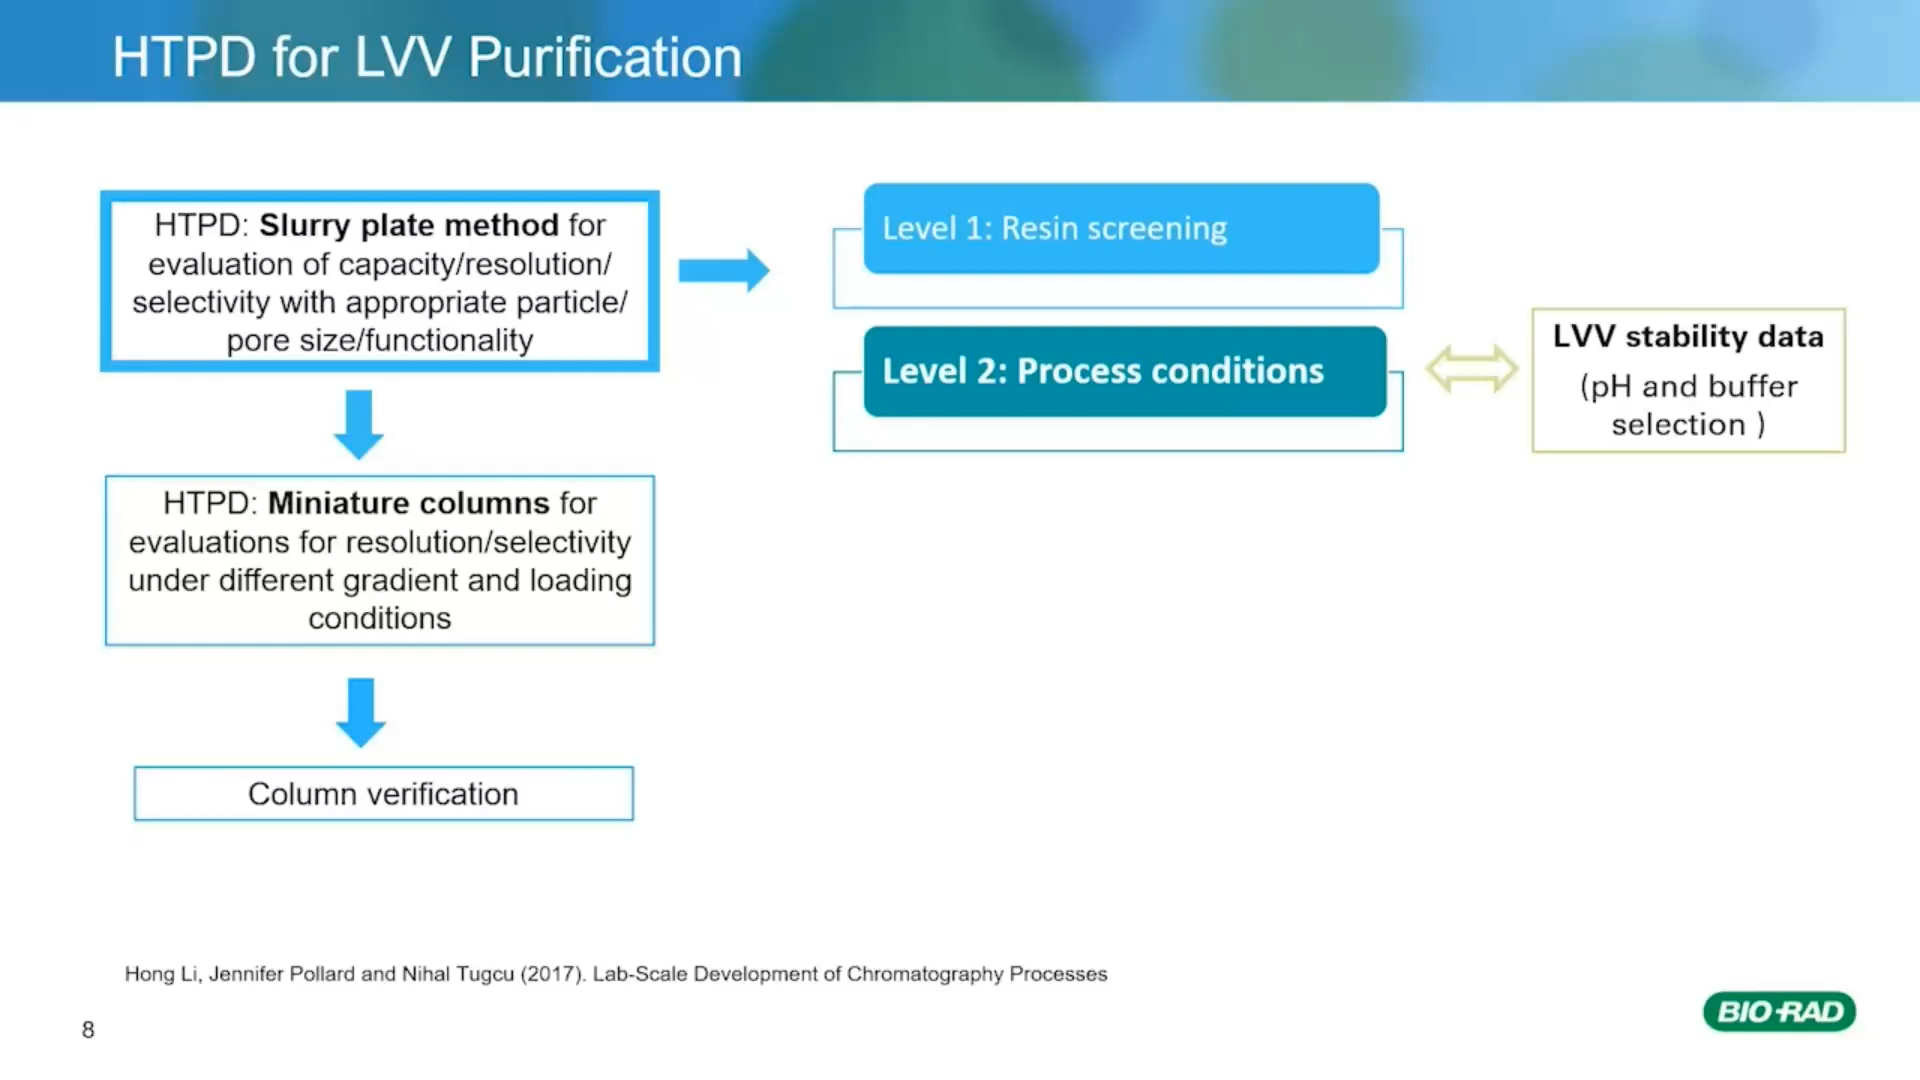 HTPD for LVV Purification
HTPD: Slurry plate method for
evaluation of capacity/resolution/
selectivity with appropriate particle/
pore size/functionality
Level 1: Resin screening
Level 2: Process conditions
LVV stability data
(pH and buffer
selection )
HTPD: Miniature columns for
evaluations for resolution/selectivity
under different gradient and loading
conditions
Column verification
Hong Li, Jennifer Pollard and Nihal Tugcu (2017). Lab-Scale Development of Chromatography Processes
8
BIO-RAD